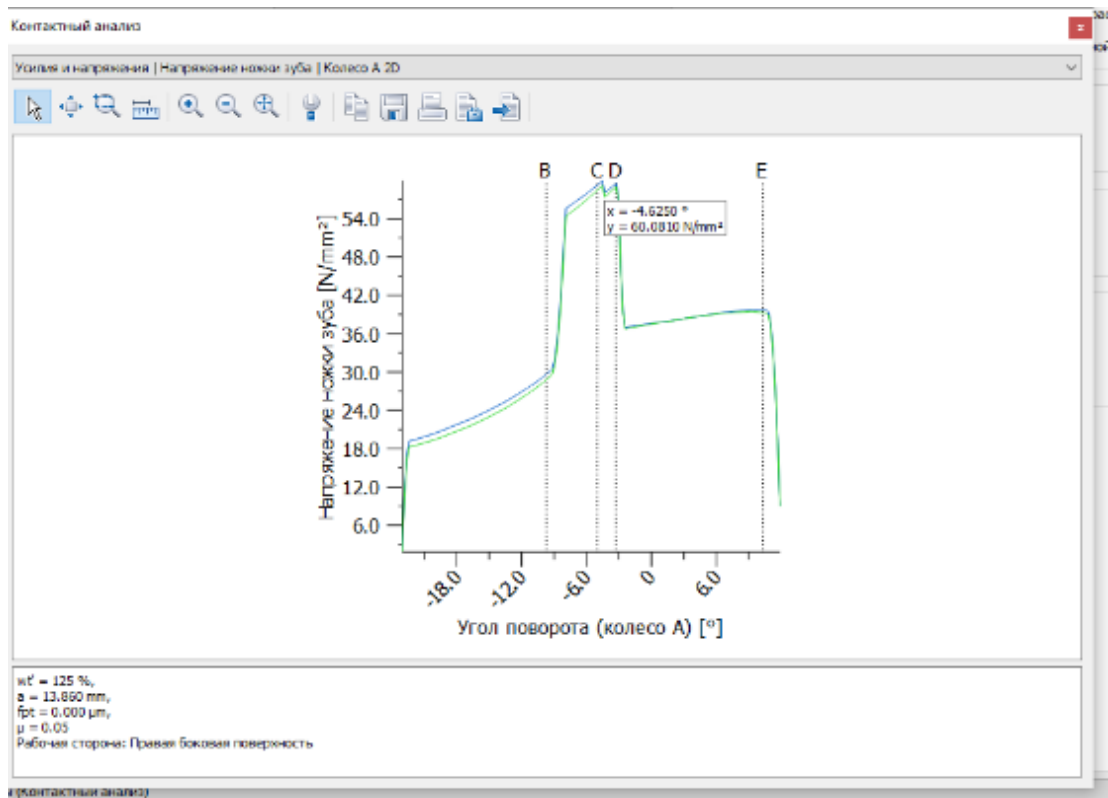 Контактный анализ
Усилия и напряжения | Напряжение ножки зуба | Колесо А 2D
B C D E
x = -4.6250 °
y = 60.0810 N/mm²
Напряжение ножки зуба [N/mm²]
54.0
48.0
42.0
36.0
30.0
24.0
18.0
12.0
6.0
-18.0 -12.0 -6.0 0 6.0
Угол поворота (колесо А) [°]
wt' = 125 %,
a = 13.860 mm,
fpt = 0.000 µm,
µ = 0.05
Рабочая сторона: Правая боковая поверхность
(Контактный анализ)